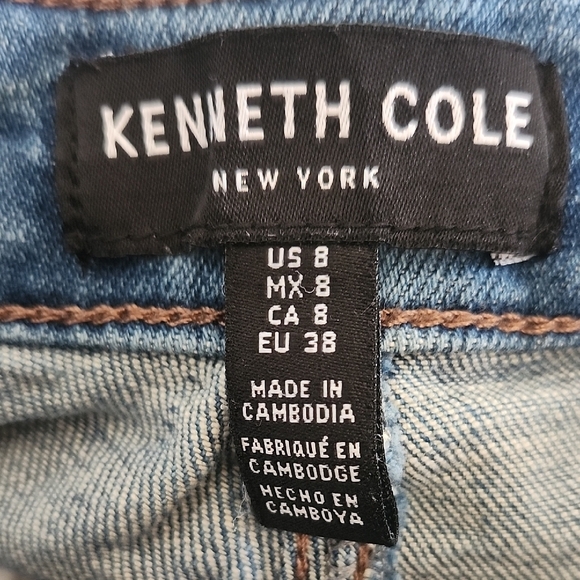 KENNETH COLE
NEW YORK
US 8
MX 8
CA 8
EU 38
MADE IN
CAMBODIA
FABRIQUÉ EN
CAMBODGE
HECHO EN
CAMBOYA